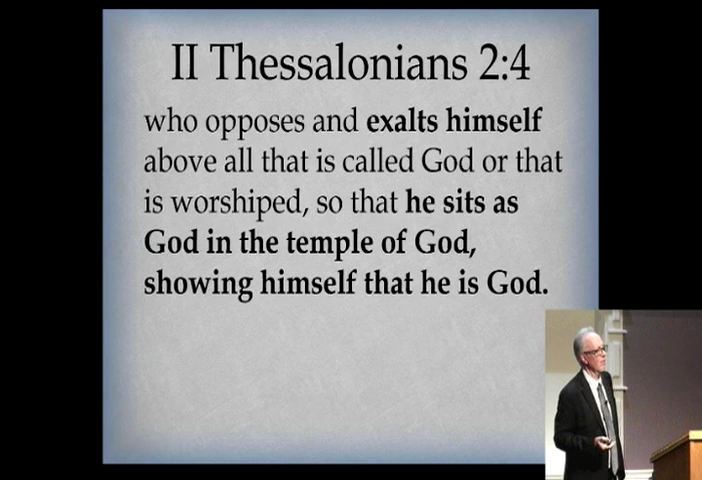 II Thessalonians 2:4
who opposes and exalts himself
above all that is called God or that
is worshiped, so that he sits as
God in the temple of God,
showing himself that he is God.